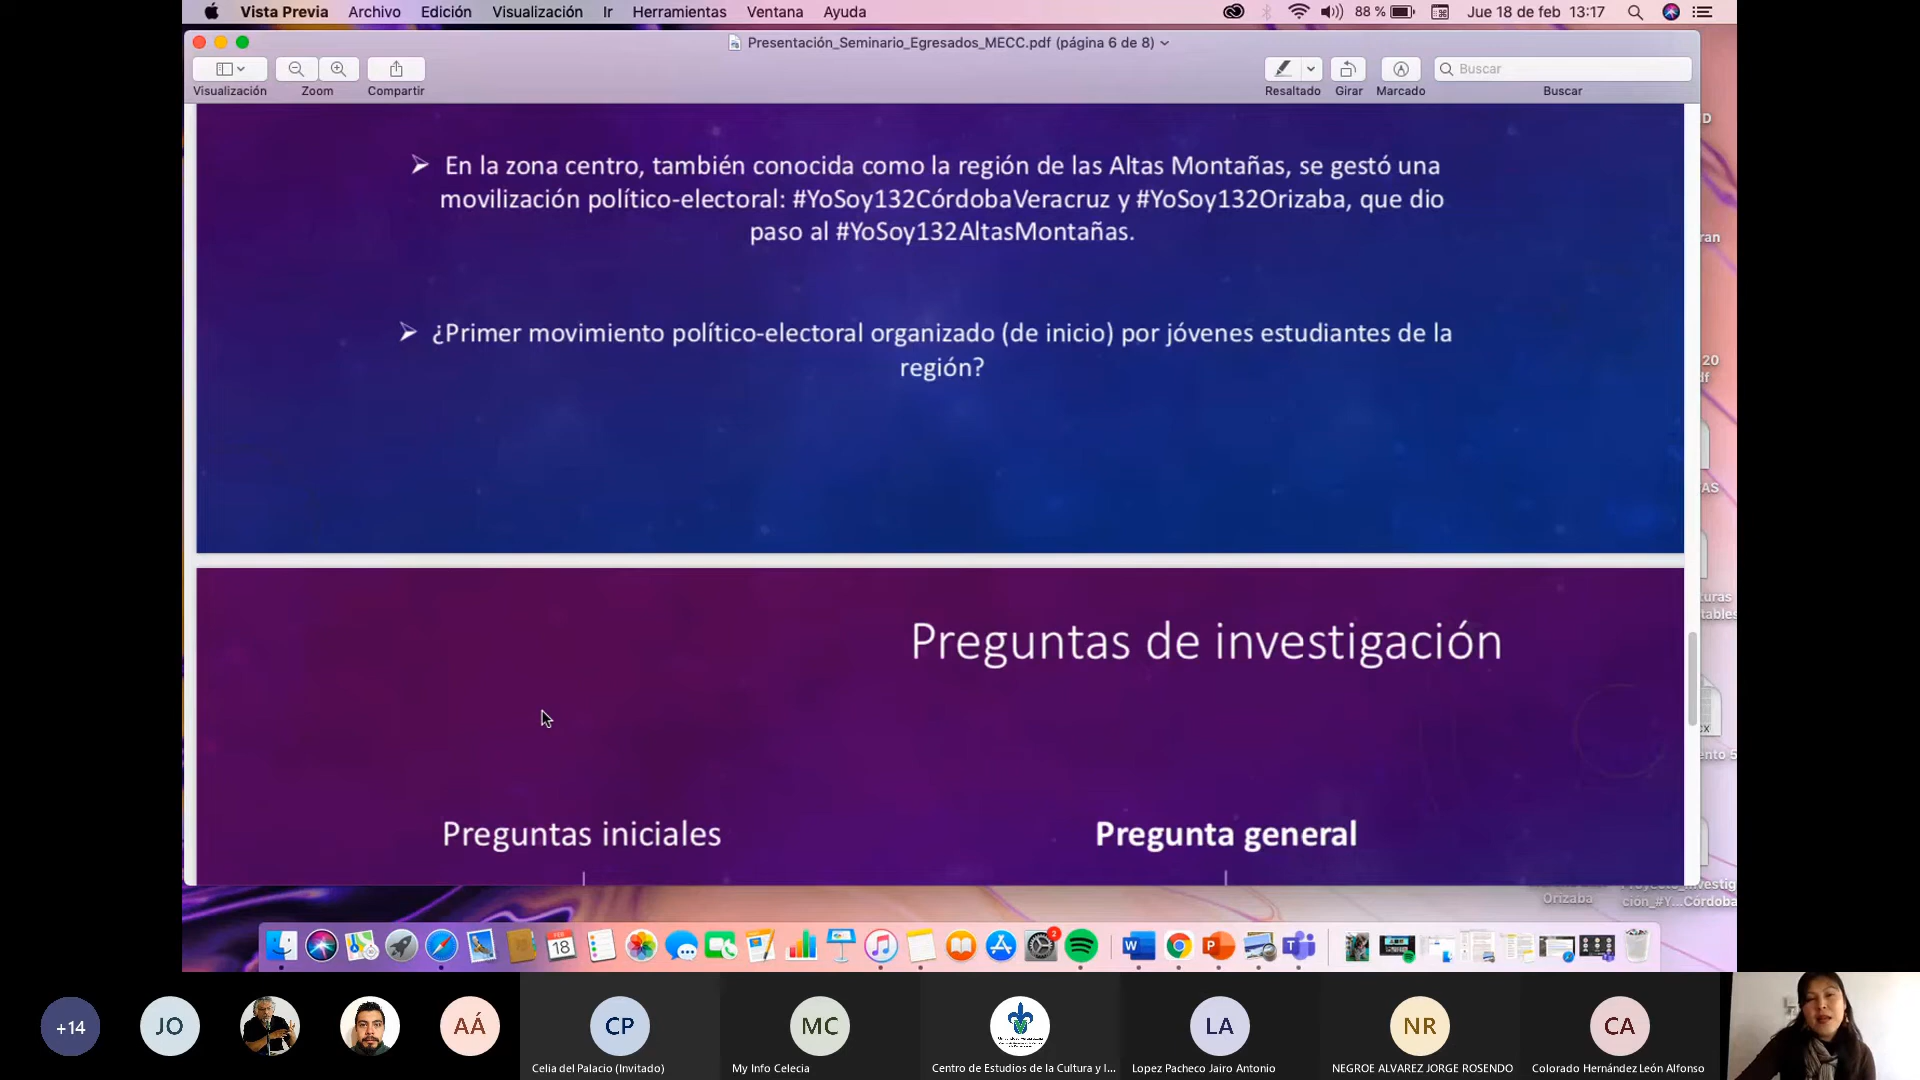 Vista Previa Archivo Edición Visualización Ir Herramientas Ventana Ayuda 88 % Jue 18 de feb 13:17
Presentación_Seminario_Egresados_MECC.pdf (página 6 de 8)
Buscar
Visualización Zoom Compartir Resaltado Girar Marcado Buscar
En la zona centro, también conocida como la región de las Altas Montañas, se gestó una
movilización político-electoral: #YoSoy132CórdobaVeracruz y #YoSoy132Orizaba, que dio
paso al #YoSoy132AltasMontañas.
¿Primer movimiento político-electoral organizado (de inicio) por jóvenes estudiantes de la
región?
Preguntas de investigación
Preguntas iniciales
Pregunta general
Orizaba
FEB
18
2
+14 JO AÁ CP MC LA NR CA
Celia del Palacio (Invitado) My Info Celecia Centro de Estudios de la Cultura y l... Lopez Pacheco Jairo Antonio NEGROE ALVAREZ JORGE ROSENDO Colorado Hernández León Alfonso